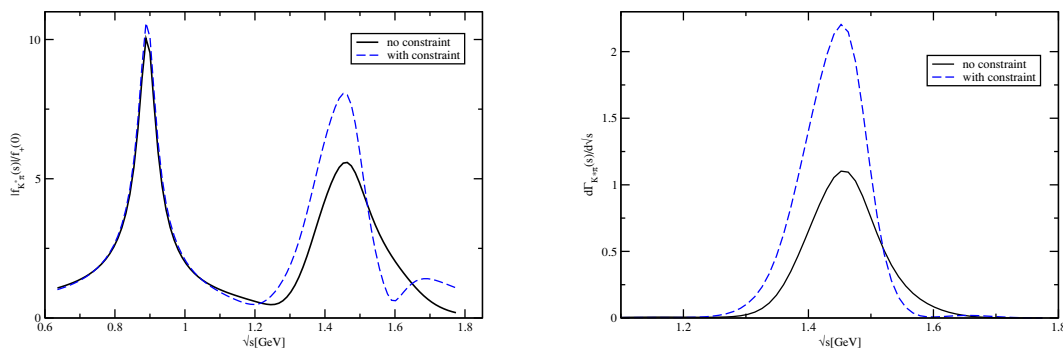 |f_{K*π}(s)|/f_+(0)
10
5
0
0.6
0.8
1
1.2
1.4
1.6
1.8
√s[GeV]
no constraint
with constraint
dΓ_{K*π}(s)/d√s
2
1.5
1
0.5
0
1.2
1.4
1.6
1.8
√s[GeV]
no constraint
with constraint